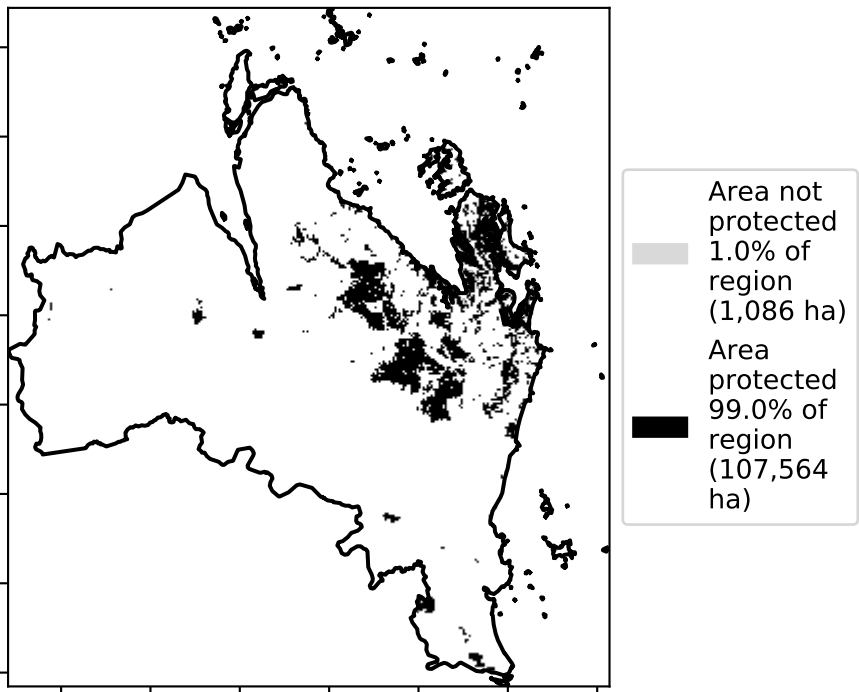 Area not
protected
1.0% of
region
(1,086 ha)
Area
protected
99.0% of
region
(107,564
ha)